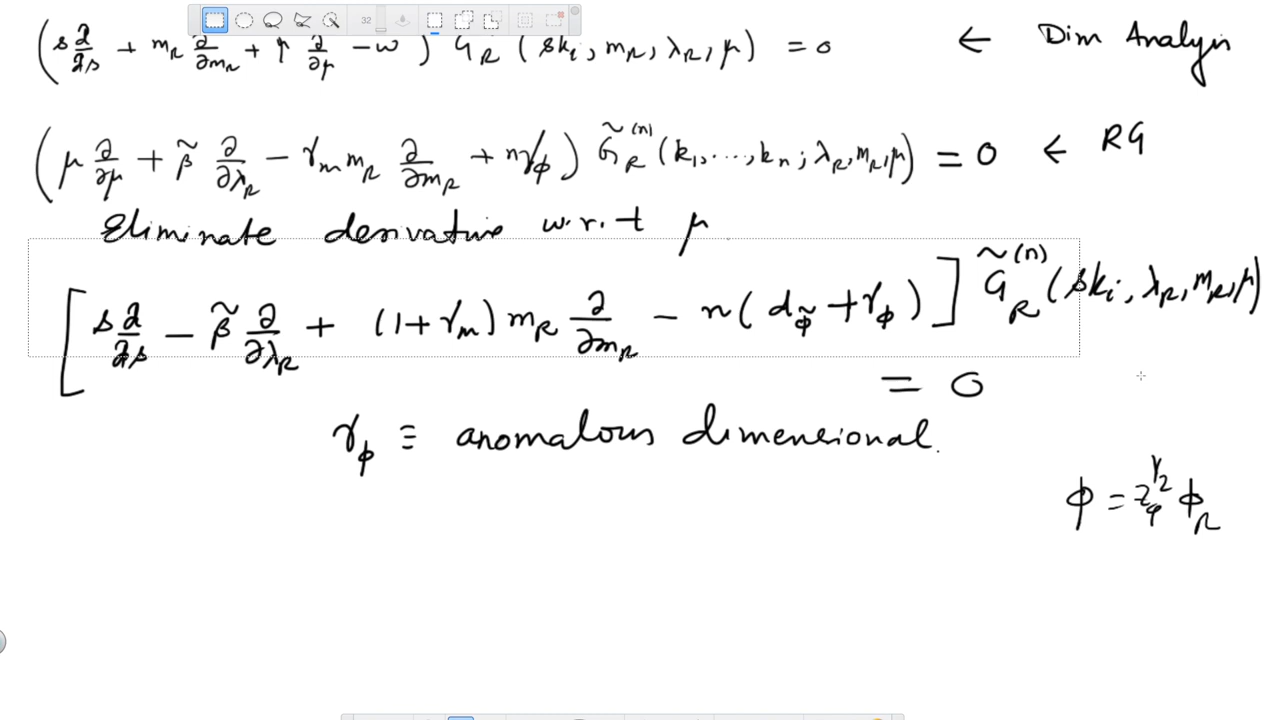 32
(s ∂/∂s + m_R ∂/∂m_R + μ ∂/∂μ - ω) G_R (sk_i, m_R, λ_R, μ) = 0 ← Dim Analysis
(μ ∂/∂μ + β̃ ∂/∂λ_R - γ_m m_R ∂/∂m_R + nγ_φ) G̃_R^(n) (k_1, ..., k_n; λ_R, m_R, μ) = 0 ← RG
Eliminate derivative w.r.t μ.
[s ∂/∂s - β̃ ∂/∂λ_R + (1+γ_m) m_R ∂/∂m_R - n(d_φ̃ + γ_φ)] G̃_R^(n) (sk_i, λ_R, m_R, μ)
= 0
γ_φ ≡ anomalous dimensional.
φ = Z_φ^1/2 φ_R